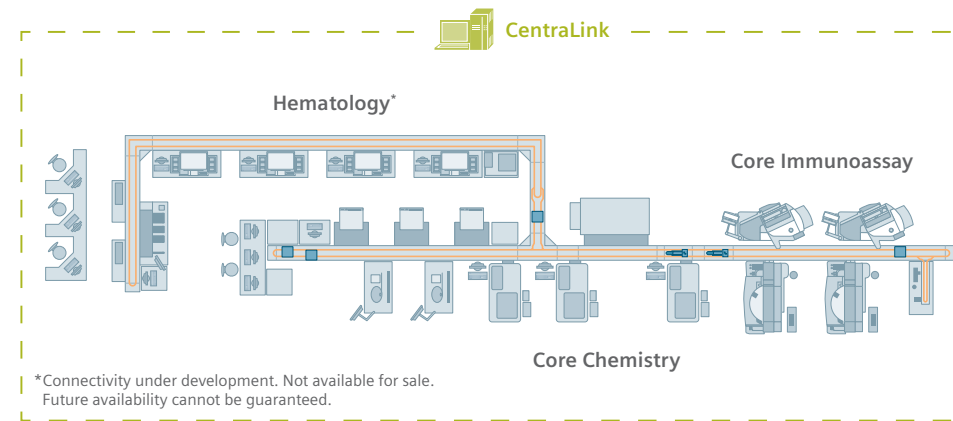 CentraLink
Hematology*
Core Immunoassay
Core Chemistry
*Connectivity under development. Not available for sale.
Future availability cannot be guaranteed.